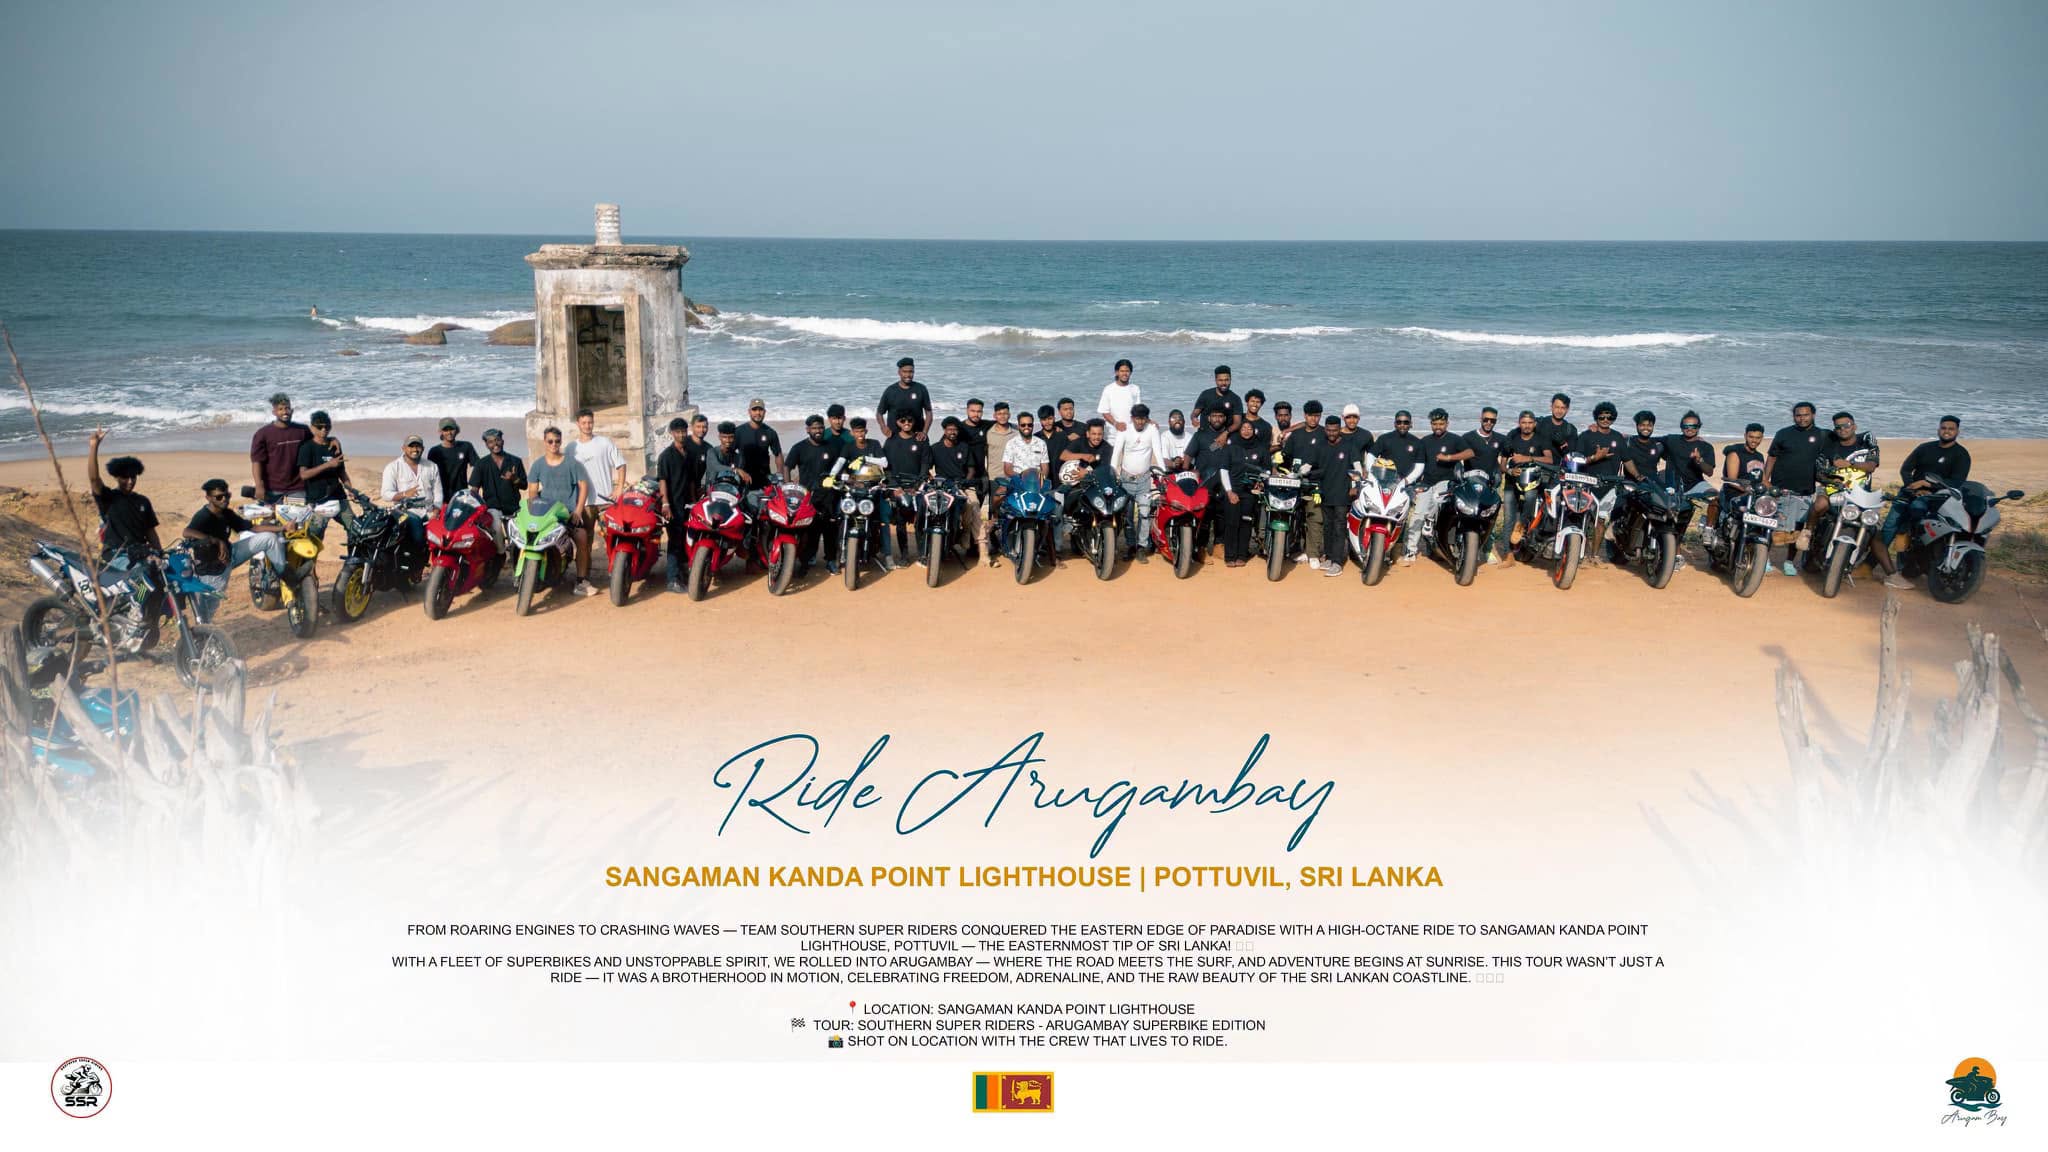 Ride Arugambay
SANGAMAN KANDA POINT LIGHTHOUSE | POTTUVIL, SRI LANKA
FROM ROARING ENGINES TO CRASHING WAVES — TEAM SOUTHERN SUPER RIDERS CONQUERED THE EASTERN EDGE OF PARADISE WITH A HIGH-OCTANE RIDE TO SANGAMAN KANDA POINT
LIGHTHOUSE, POTTUVIL — THE EASTERNMOST TIP OF SRI LANKA!
WITH A FLEET OF SUPERBIKES AND UNSTOPPABLE SPIRIT, WE ROLLED INTO ARUGAMBAY — WHERE THE ROAD MEETS THE SURF, AND ADVENTURE BEGINS AT SUNRISE. THIS TOUR WASN'T JUST A
RIDE — IT WAS A BROTHERHOOD IN MOTION, CELEBRATING FREEDOM, ADRENALINE, AND THE RAW BEAUTY OF THE SRI LANKAN COASTLINE.
📍 LOCATION: SANGAMAN KANDA POINT LIGHTHOUSE
🏁 TOUR: SOUTHERN SUPER RIDERS - ARUGAMBAY SUPERBIKE EDITION
📸 SHOT ON LOCATION WITH THE CREW THAT LIVES TO RIDE.
SSR
Arugam Bay